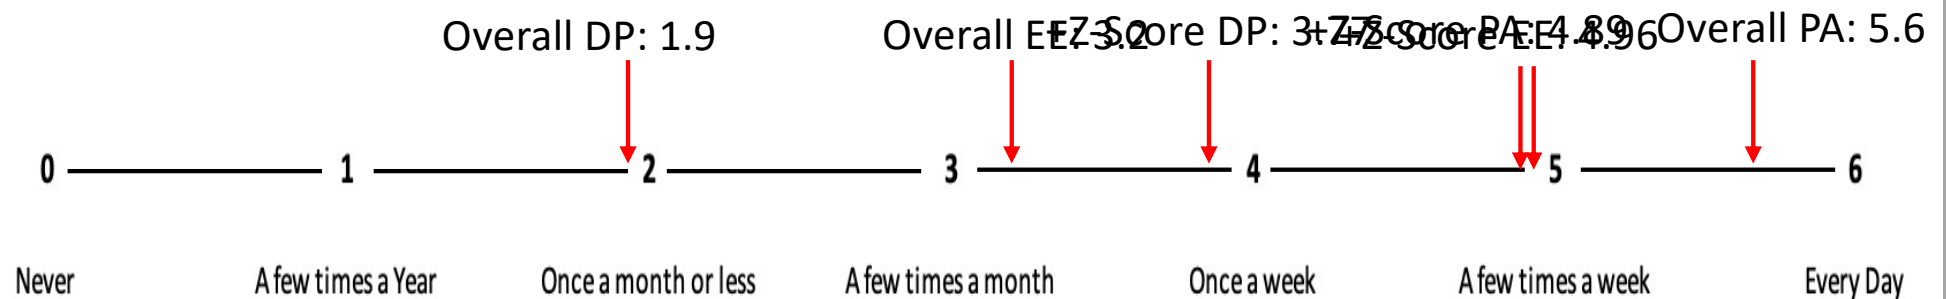 Overall DP: 1.9
Overall EE: 3.2
+Z-Score DP: 3.
+Z-Score PA: 4.89
+Z-Score EE: 4.96
Overall PA: 5.6
0 1 2 3 4 5 6
Never A few times a Year Once a month or less A few times a month Once a week A few times a week Every Day